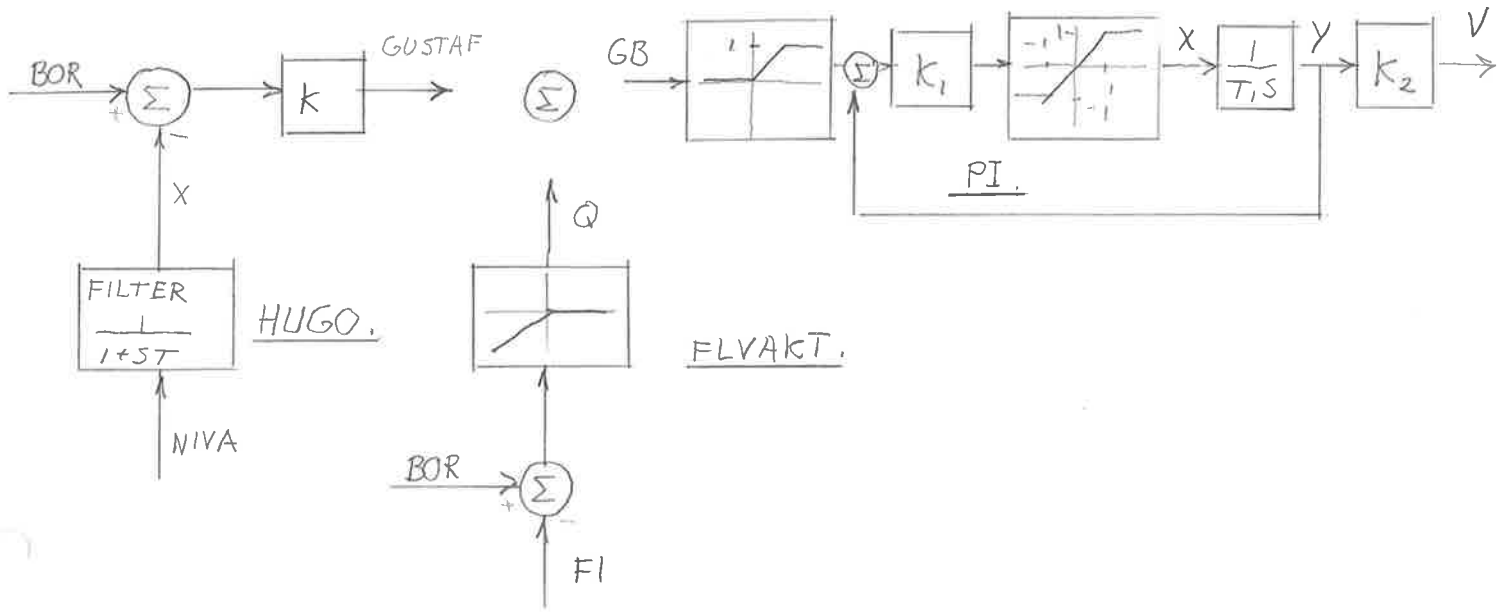 BOR
+
Σ
-
K
GUSTAF
X
FILTER
1
1+ST
HUGO.
NIVA
Σ
Q
FLVAKT.
BOR
+
Σ
-
FI
GB
1
Σ
K1
-1
1
1
-1
X
1
T1S
Y
K2
V
PI.